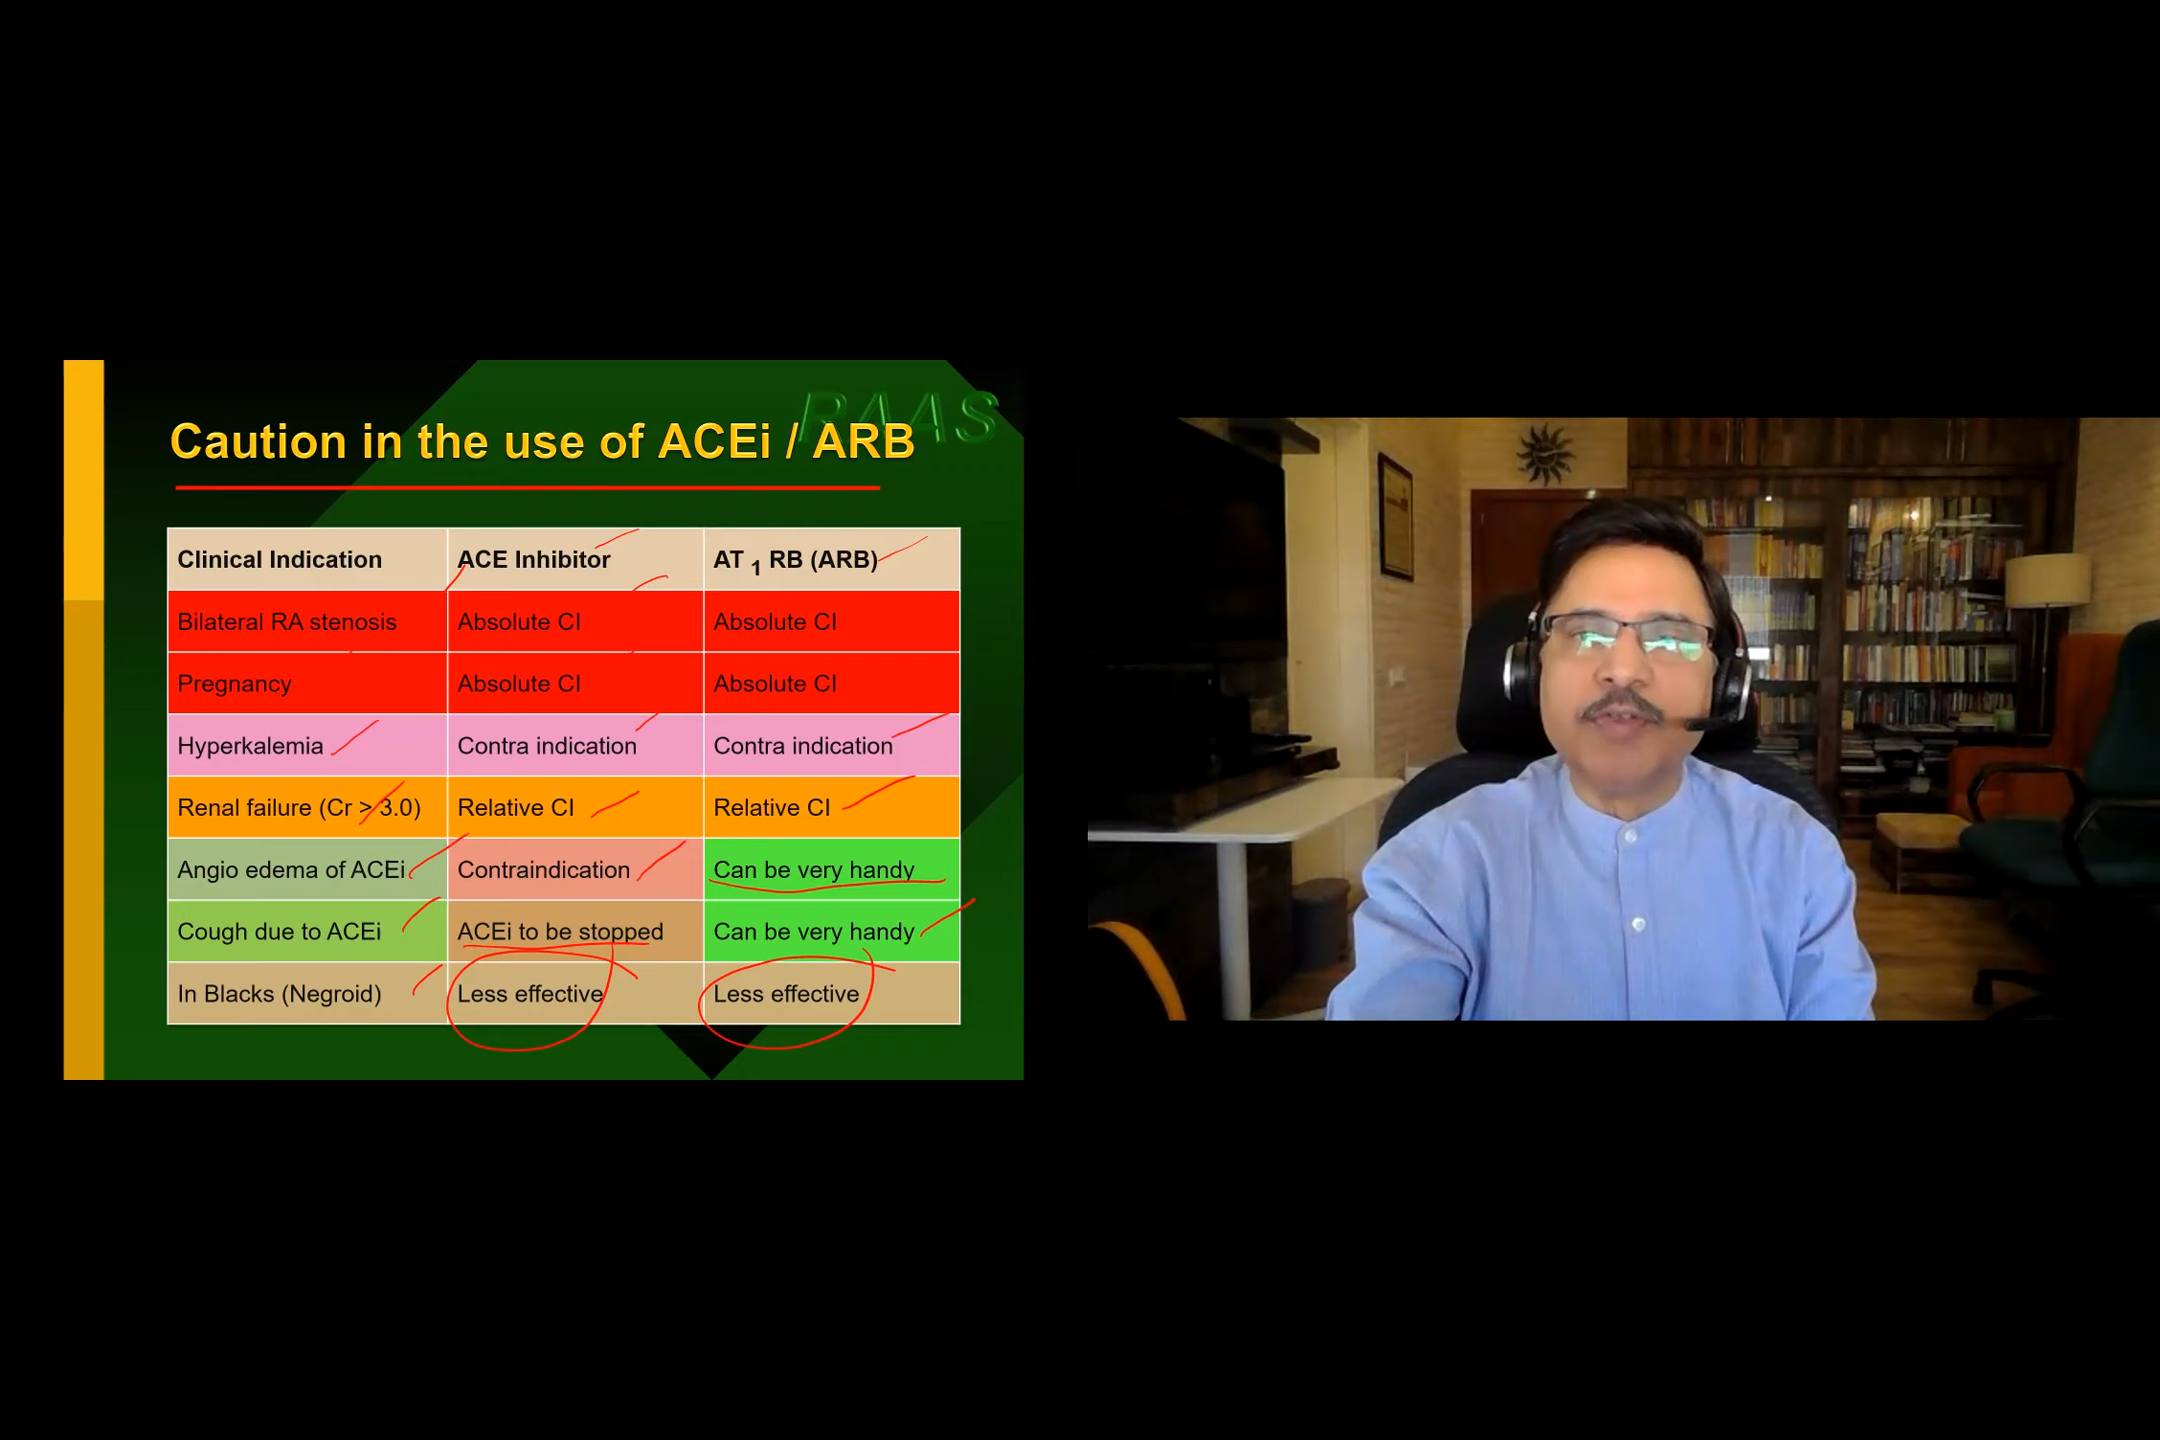 RAAS
Caution in the use of ACEi / ARB
Clinical Indication ACE Inhibitor AT 1 RB (ARB)
Bilateral RA stenosis Absolute CI Absolute CI
Pregnancy Absolute CI Absolute CI
Hyperkalemia Contra indication Contra indication
Renal failure (Cr > 3.0) Relative CI Relative CI
Angio edema of ACEi Contraindication Can be very handy
Cough due to ACEi ACEi to be stopped Can be very handy
In Blacks (Negroid) Less effective Less effective